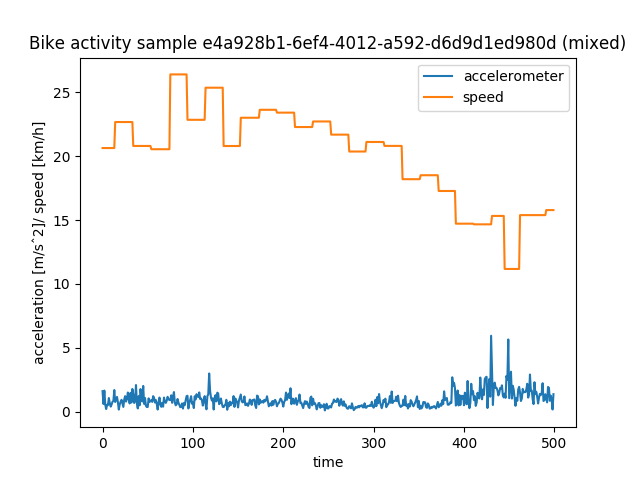 Bike activity sample e4a928b1-6ef4-4012-a592-d6d9d1ed980d (mixed)
accelerometer
speed
acceleration [m/s^2]/ speed [km/h]
25
20
15
10
5
0
0 100 200 300 400 500
time